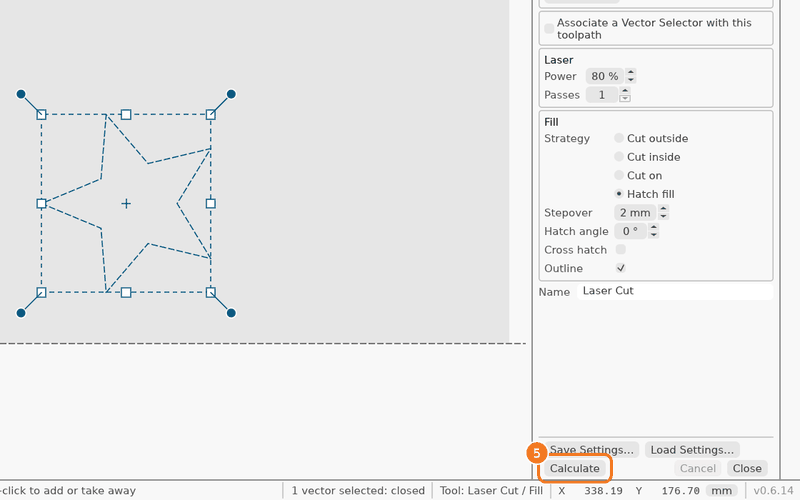 Associate a Vector Selector with this
toolpath
Laser
Power 80 %
Passes 1
Fill
Strategy Cut outside
Cut inside
Cut on
Hatch fill
Stepover 2 mm
Hatch angle 0 °
Cross hatch
Outline
Name Laser Cut
5
Save Settings... Load Settings...
Calculate Cancel Close
-click to add or take away 1 vector selected: closed Tool: Laser Cut / Fill X 338.19 Y 176.70 mm v0.6.14